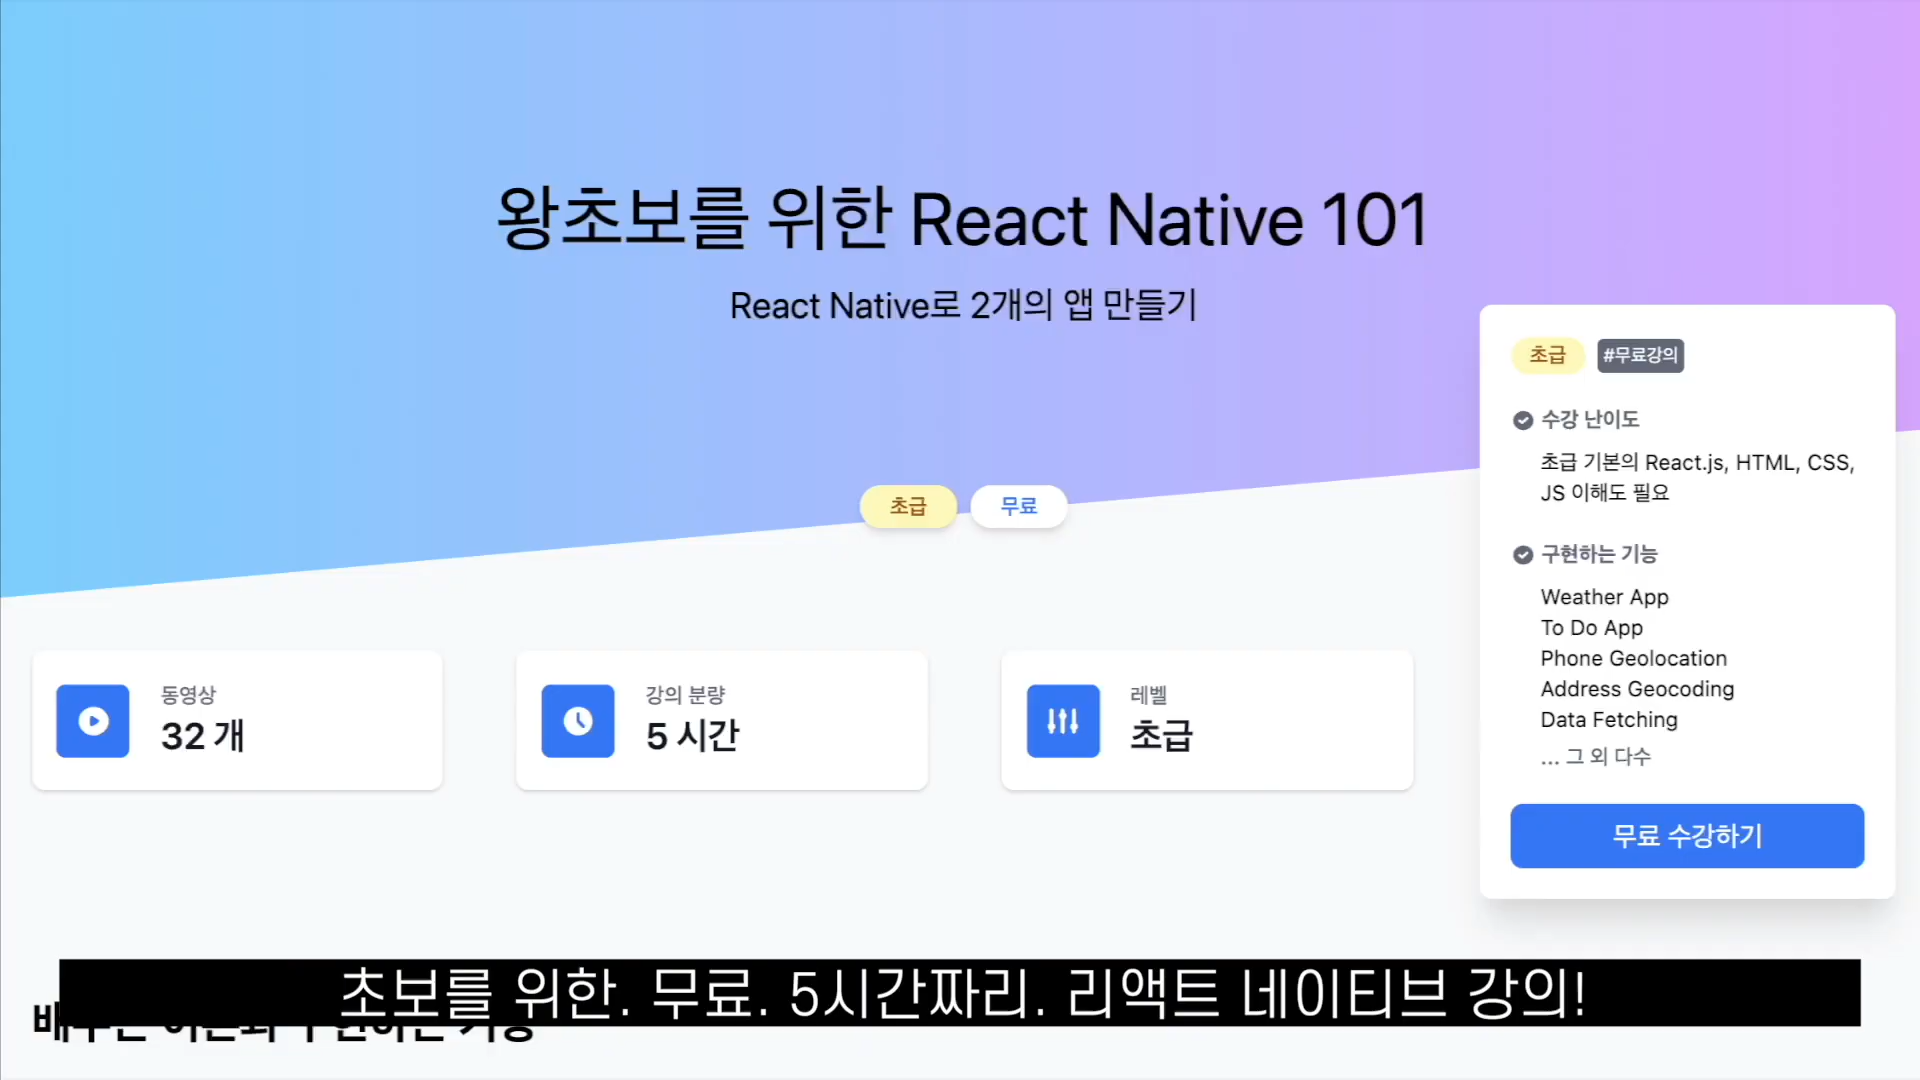 왕초보를 위한 React Native 101
React Native로 2개의 앱 만들기
초급 무료
동영상
32 개
강의 분량
5 시간
레벨
초급
초급 #무료강의
수강 난이도
초급 기본의 React.js, HTML, CSS,
JS 이해도 필요
구현하는 기능
Weather App
To Do App
Phone Geolocation
Address Geocoding
Data Fetching
... 그 외 다수
무료 수강하기
초보를 위한. 무료. 5시간짜리. 리액트 네이티브 강의!